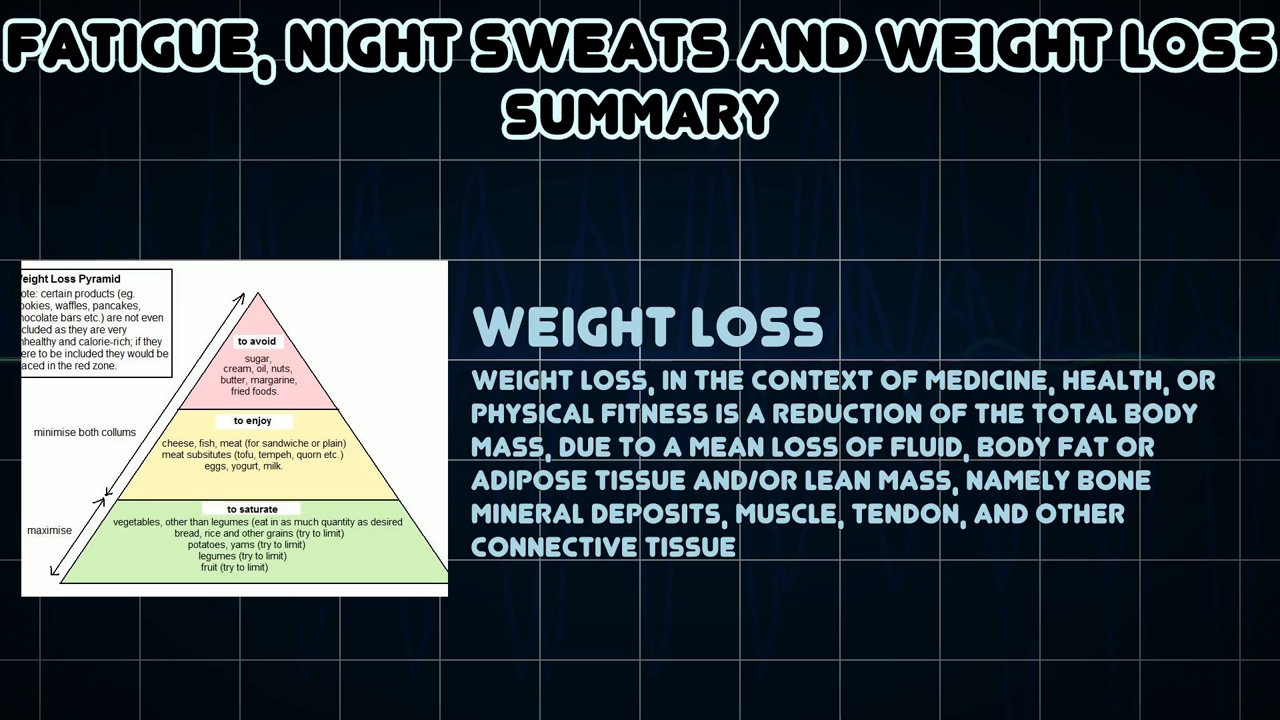 FATIGUE, NIGHT SWEATS AND WEIGHT LOSS
SUMMARY
eight Loss Pyramid
ote: certain products (eg.
ookies, waffles, pancakes,
hocolate bars etc.) are not even
cluded as they are very
nhealthy and calorie-rich; if they
ere to be included they would be
aced in the red zone.
to avoid
sugar,
cream, oil, nuts,
butter, margarine,
fried foods.
to enjoy
minimise both collums
cheese, fish, meat (for sandwiche or plain)
meat subsitutes (tofu, tempeh, quorn etc.)
eggs, yogurt, milk.
to saturate
maximise
vegetables, other than legumes (eat in as much quantity as desired
bread, rice and other grains (try to limit)
potatoes, yams (try to limit)
legumes (try to limit)
fruit (try to limit)
WEIGHT LOSS
WEIGHT LOSS, IN THE CONTEXT OF MEDICINE, HEALTH, OR
PHYSICAL FITNESS IS A REDUCTION OF THE TOTAL BODY
MASS, DUE TO A MEAN LOSS OF FLUID, BODY FAT OR
ADIPOSE TISSUE AND/OR LEAN MASS, NAMELY BONE
MINERAL DEPOSITS, MUSCLE, TENDON, AND OTHER
CONNECTIVE TISSUE